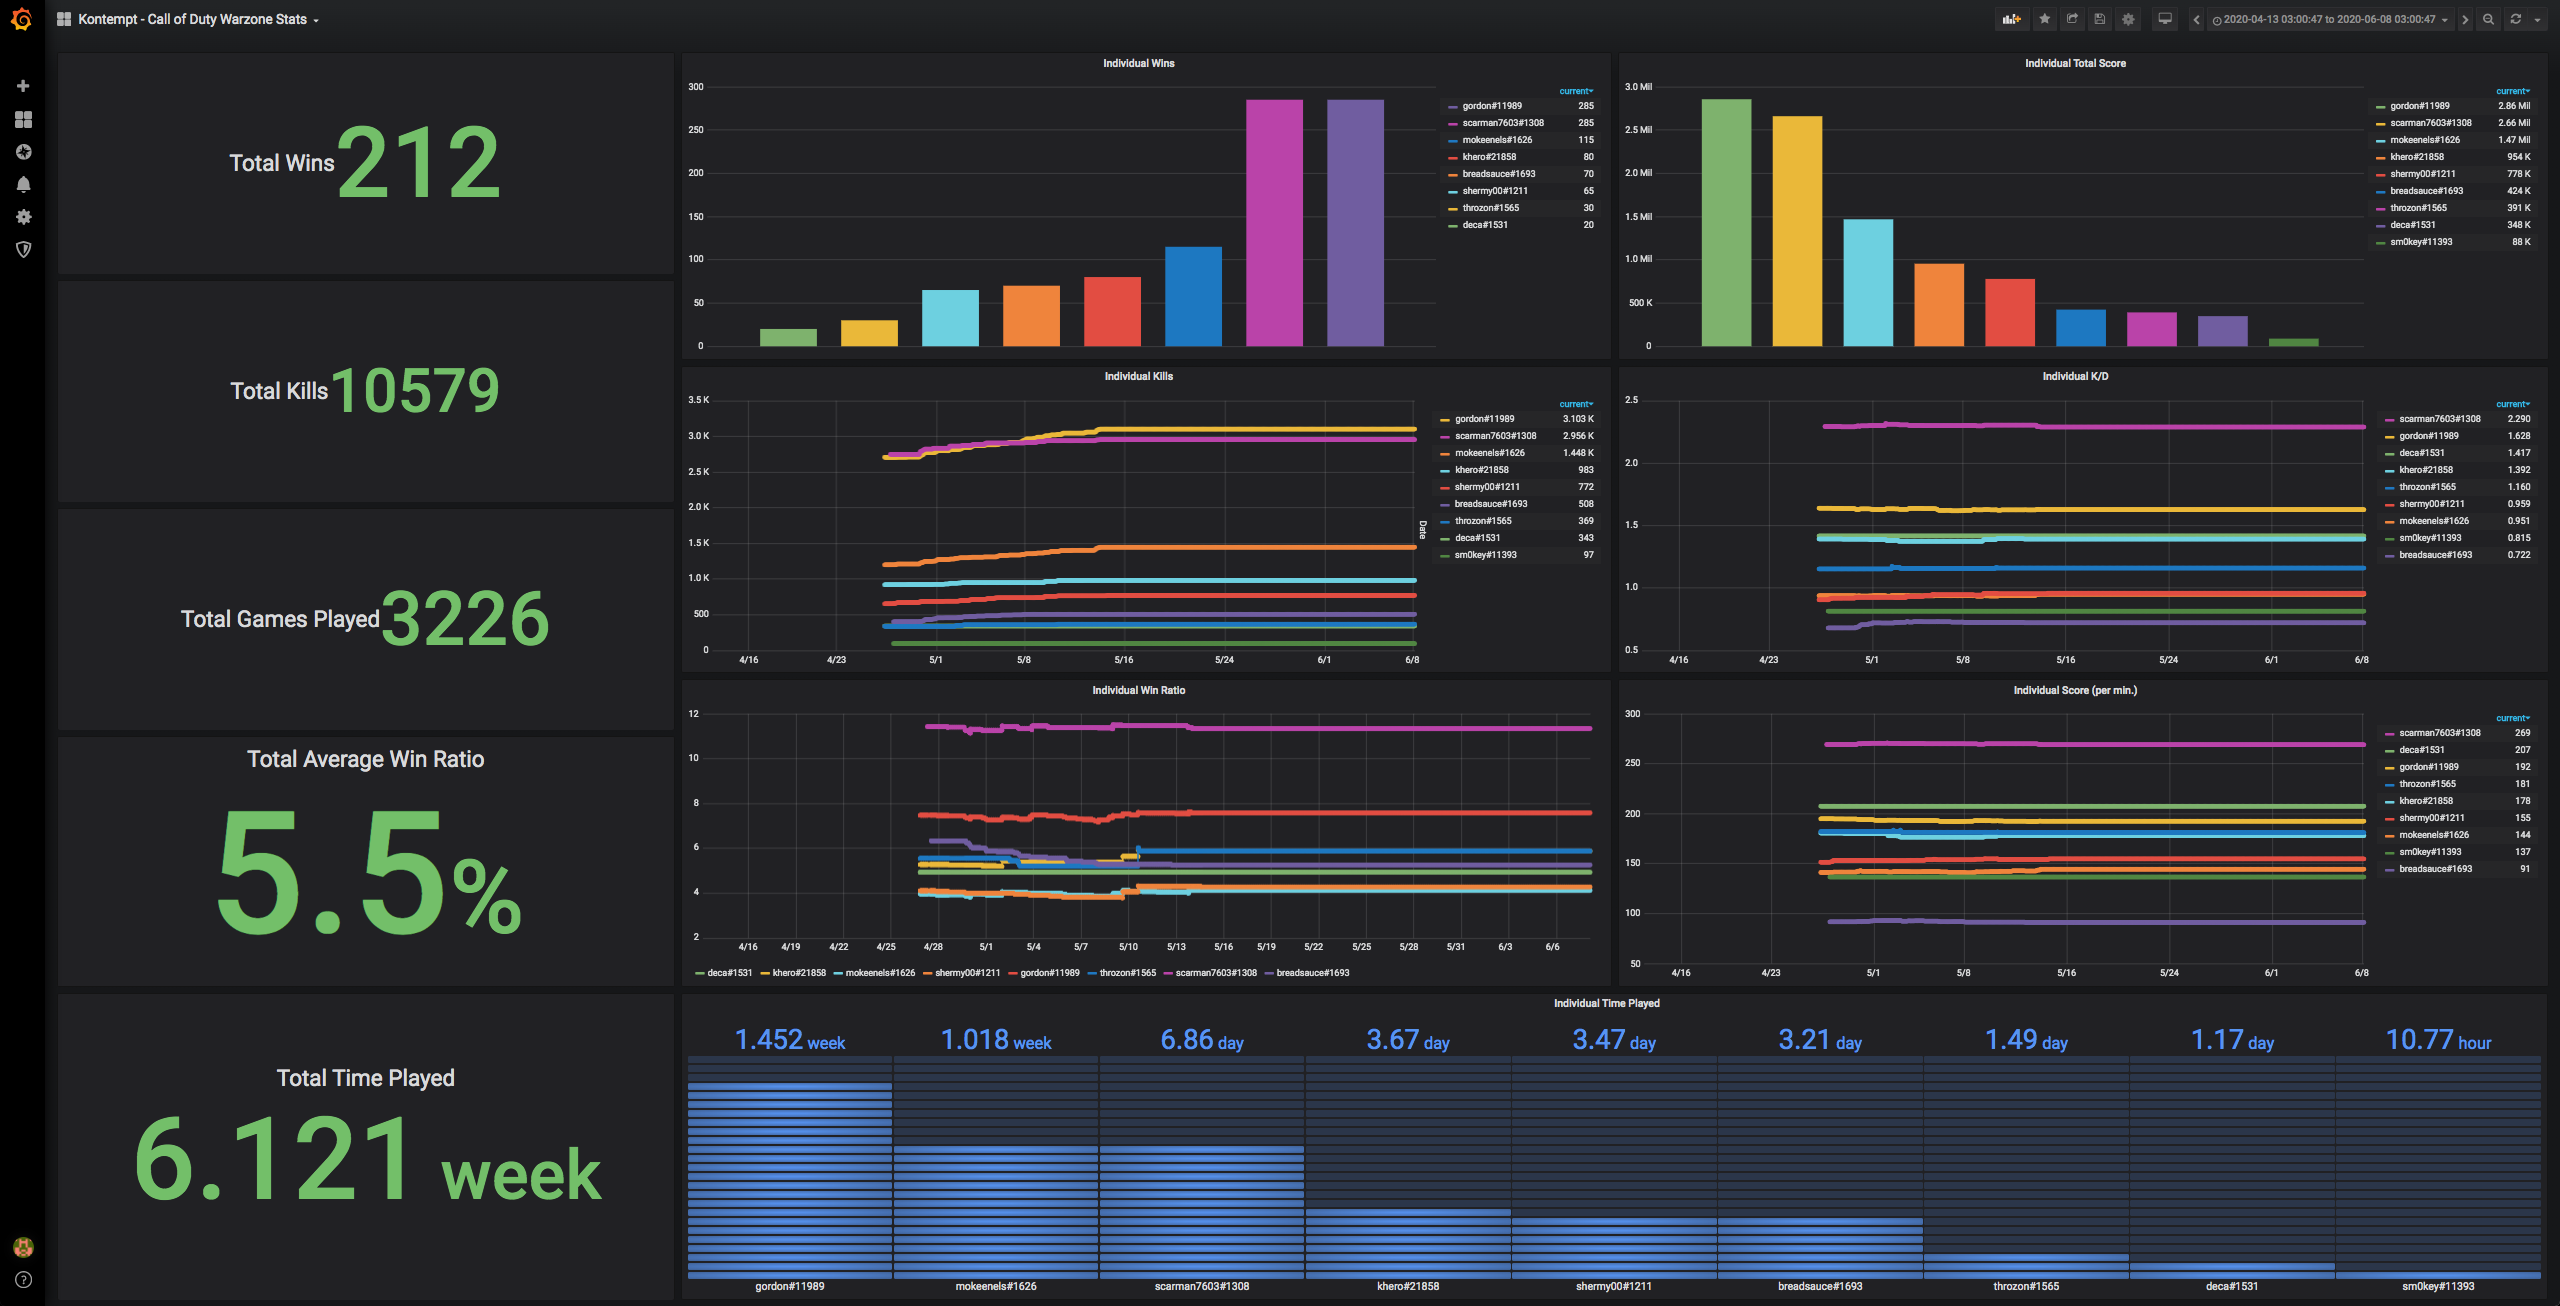 Kontempt - Call of Duty Warzone Stats
2020-04-13 03:00:47 to 2020-06-08 03:00:47
Total Wins 212
Total Kills 10579
Total Games Played 3226
Total Average Win Ratio
5.5%
Total Time Played
6.121 week
Individual Wins
300
250
200
150
100
50
0
current
gordon#11989 285
scarman7603#1308 285
mokeenels#1626 115
khero#21858 80
breadsauce#1693 70
shermy00#1211 65
throzon#1565 30
deca#1531 20
Individual Total Score
3.0 Mil
2.5 Mil
2.0 Mil
1.5 Mil
1.0 Mil
500 K
0
current
gordon#11989 2.86 Mil
scarman7603#1308 2.66 Mil
mokeenels#1626 1.47 Mil
khero#21858 954 K
shermy00#1211 778 K
breadsauce#1693 424 K
throzon#1565 391 K
deca#1531 348 K
sm0key#11393 88 K
Individual Kills
3.5 K
3.0 K
2.5 K
2.0 K
1.5 K
1.0 K
500
0
4/16 4/23 5/1 5/8 5/16 5/24 6/1 6/8
Date
current
gordon#11989 3.103 K
scarman7603#1308 2.956 K
mokeenels#1626 1.448 K
khero#21858 983
shermy00#1211 772
breadsauce#1693 508
throzon#1565 369
deca#1531 343
sm0key#11393 97
Individual K/D
2.5
2.0
1.5
1.0
0.5
4/16 4/23 5/1 5/8 5/16 5/24 6/1 6/8
current
scarman7603#1308 2.290
gordon#11989 1.628
deca#1531 1.417
khero#21858 1.392
throzon#1565 1.160
shermy00#1211 0.959
mokeenels#1626 0.951
sm0key#11393 0.815
breadsauce#1693 0.722
Individual Win Ratio
12
10
8
6
4
2
4/16 4/19 4/22 4/25 4/28 5/1 5/4 5/7 5/10 5/13 5/16 5/19 5/22 5/25 5/28 5/31 6/3 6/6
deca#1531 khero#21858 mokeenels#1626 shermy00#1211 gordon#11989 throzon#1565 scarman7603#1308 breadsauce#1693
Individual Score (per min.)
300
250
200
150
100
50
4/16 4/23 5/1 5/8 5/16 5/24 6/1 6/8
current
scarman7603#1308 269
deca#1531 207
gordon#11989 192
throzon#1565 181
khero#21858 178
shermy00#1211 155
mokeenels#1626 144
sm0key#11393 137
breadsauce#1693 91
Individual Time Played
1.452 week 1.018 week 6.86 day 3.67 day 3.47 day 3.21 day 1.49 day 1.17 day 10.77 hour
gordon#11989 mokeenels#1626 scarman7603#1308 khero#21858 shermy00#1211 breadsauce#1693 throzon#1565 deca#1531 sm0key#11393